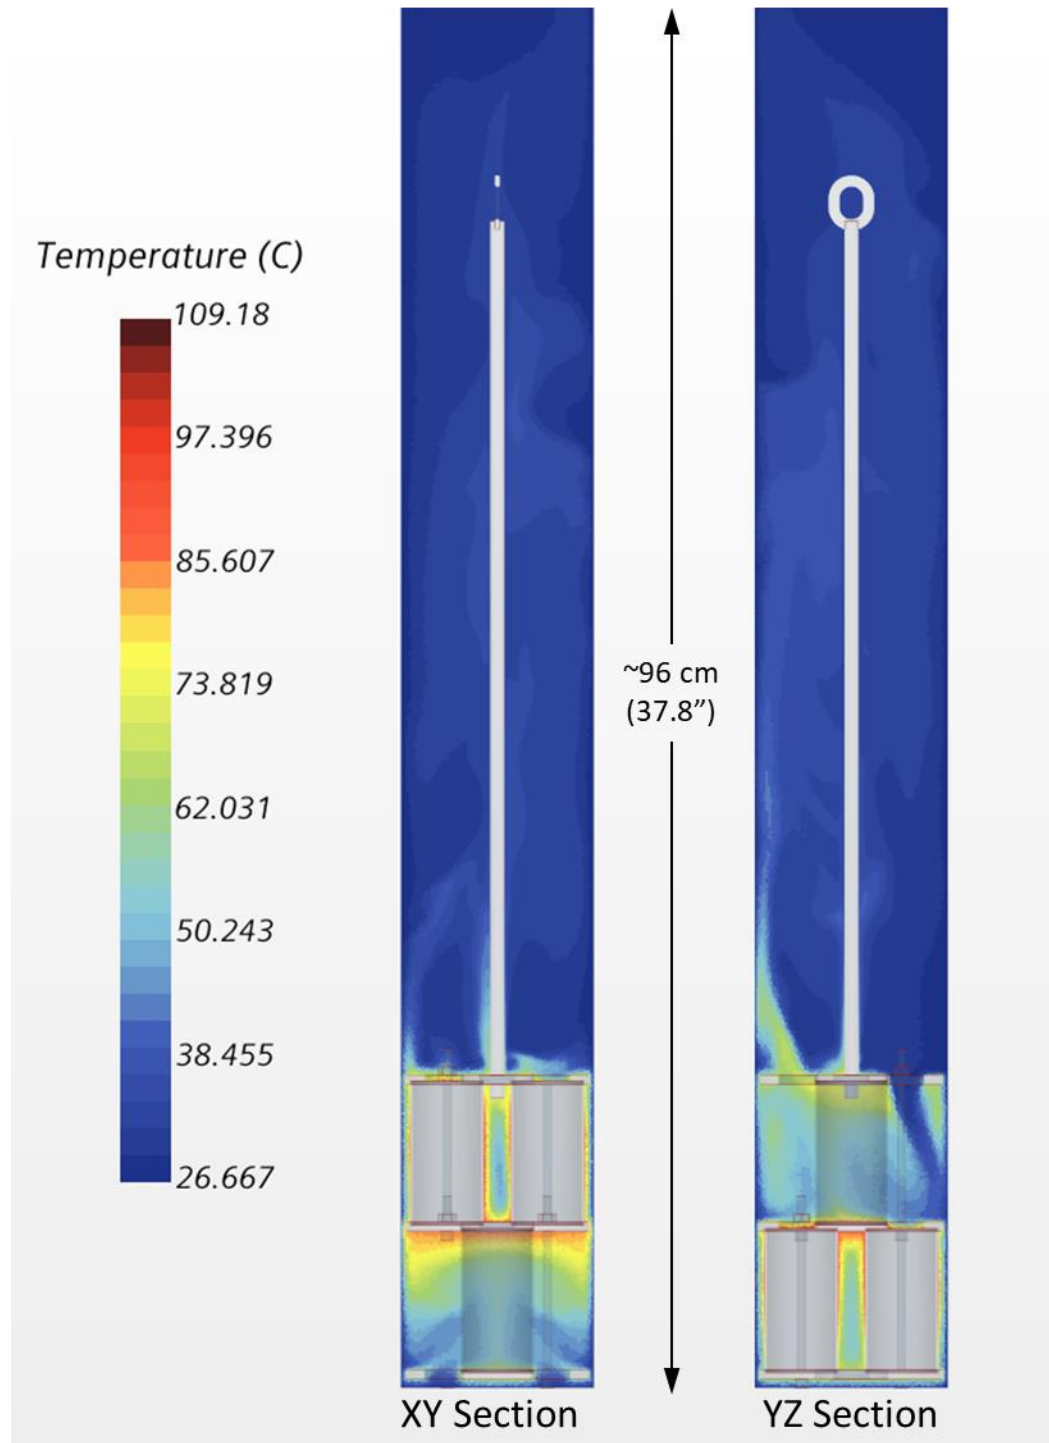 Temperature (C)
109.18
97.396
85.607
73.819
62.031
50.243
38.455
26.667
~96 cm
(37.8”)
XY Section
YZ Section